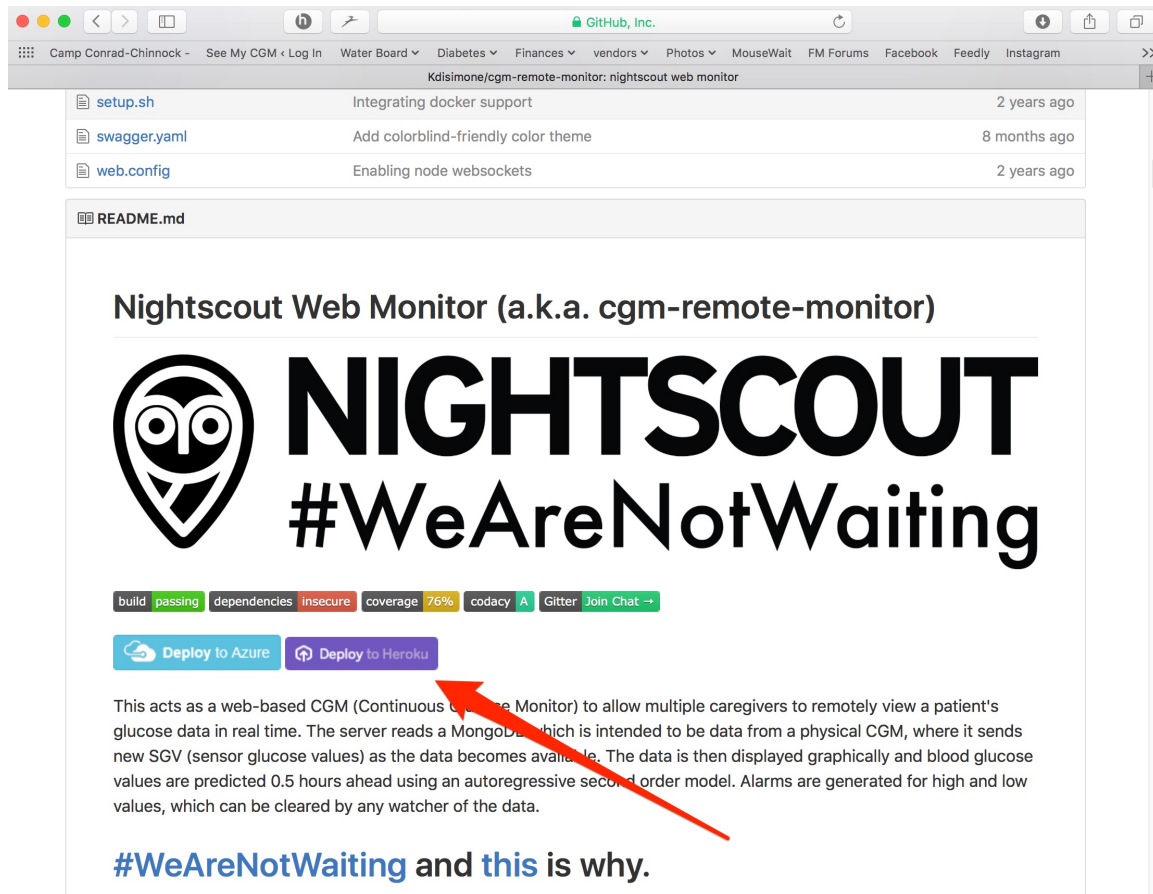 GitHub, Inc.
Camp Conrad-Chinnock - See My CGM ‹ Log In Water Board Diabetes Finances vendors Photos MouseWait FM Forums Facebook Feedly Instagram >>
Kdisimone/cgm-remote-monitor: nightscout web monitor +
setup.sh Integrating docker support 2 years ago
swagger.yaml Add colorblind-friendly color theme 8 months ago
web.config Enabling node websockets 2 years ago
README.md
Nightscout Web Monitor (a.k.a. cgm-remote-monitor)
NIGHTSCOUT
#WeAreNotWaiting
build passing dependencies insecure coverage 76% codacy A Gitter Join Chat →
Deploy to Azure Deploy to Heroku
This acts as a web-based CGM (Continuous Monitor) to allow multiple caregivers to remotely view a patient's
glucose data in real time. The server reads a MongoDB which is intended to be data from a physical CGM, where it sends
new SGV (sensor glucose values) as the data becomes available. The data is then displayed graphically and blood glucose
values are predicted 0.5 hours ahead using an autoregressive second order model. Alarms are generated for high and low
values, which can be cleared by any watcher of the data.
#WeAreNotWaiting and this is why.